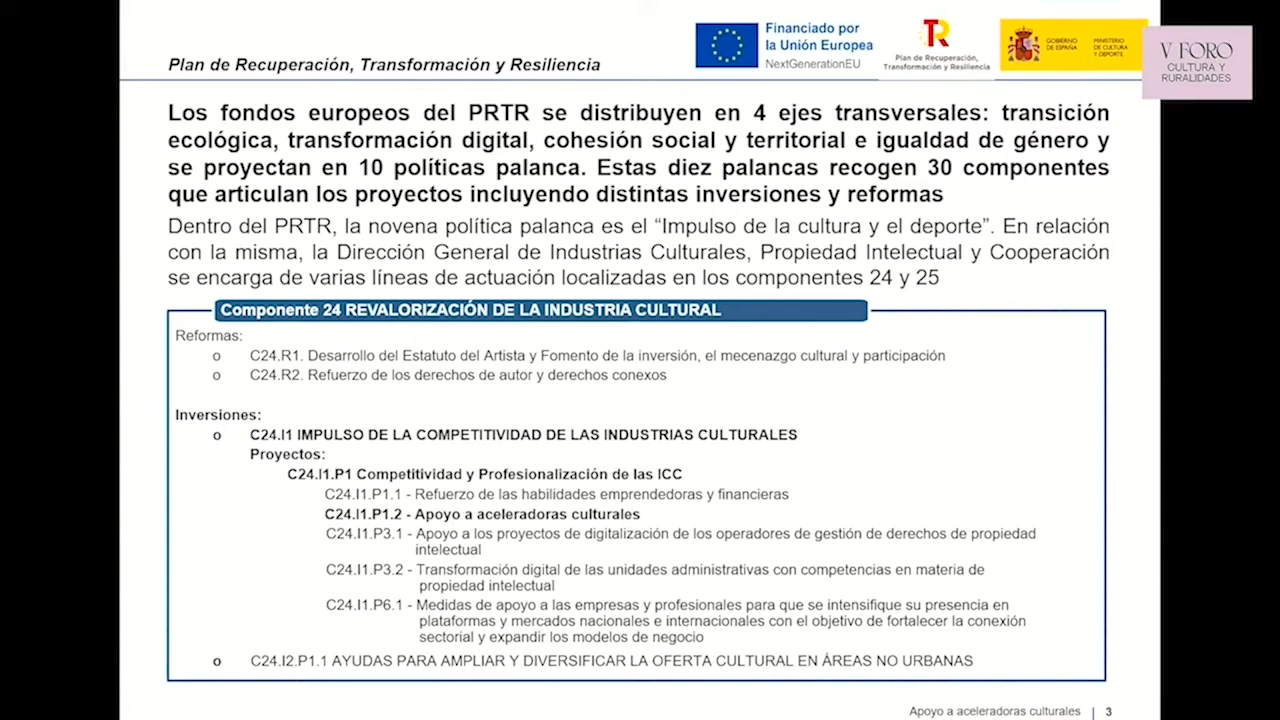 Plan de Recuperación, Transformación y Resiliencia
Financiado por
la Unión Europea
NextGenerationEU
Plan de Recuperación,
Transformación y Resiliencia
GOBIERNO
DE ESPAÑA
MINISTERIO
DE CULTURA
Y DEPORTE
V FORO
CULTURA Y
RURALIDADES
Los fondos europeos del PRTR se distribuyen en 4 ejes transversales: transición
ecológica, transformación digital, cohesión social y territorial e igualdad de género y
se proyectan en 10 políticas palanca. Estas diez palancas recogen 30 componentes
que articulan los proyectos incluyendo distintas inversiones y reformas
Dentro del PRTR, la novena política palanca es el “Impulso de la cultura y el deporte”. En relación
con la misma, la Dirección General de Industrias Culturales, Propiedad Intelectual y Cooperación
se encarga de varias líneas de actuación localizadas en los componentes 24 y 25
Componente 24 REVALORIZACIÓN DE LA INDUSTRIA CULTURAL
Reformas:
o C24.R1. Desarrollo del Estatuto del Artista y Fomento de la inversión, el mecenazgo cultural y participación
o C24.R2. Refuerzo de los derechos de autor y derechos conexos
Inversiones:
o C24.I1 IMPULSO DE LA COMPETITIVIDAD DE LAS INDUSTRIAS CULTURALES
Proyectos:
C24.I1.P1 Competitividad y Profesionalización de las ICC
C24.I1.P1.1 - Refuerzo de las habilidades emprendedoras y financieras
C24.I1.P1.2 - Apoyo a aceleradoras culturales
C24.I1.P3.1 - Apoyo a los proyectos de digitalización de los operadores de gestión de derechos de propiedad
intelectual
C24.I1.P3.2 - Transformación digital de las unidades administrativas con competencias en materia de
propiedad intelectual
C24.I1.P6.1 - Medidas de apoyo a las empresas y profesionales para que se intensifique su presencia en
plataformas y mercados nacionales e internacionales con el objetivo de fortalecer la conexión
sectorial y expandir los modelos de negocio
o C24.I2.P1.1 AYUDAS PARA AMPLIAR Y DIVERSIFICAR LA OFERTA CULTURAL EN ÁREAS NO URBANAS
Apoyo a aceleradoras culturales | 3